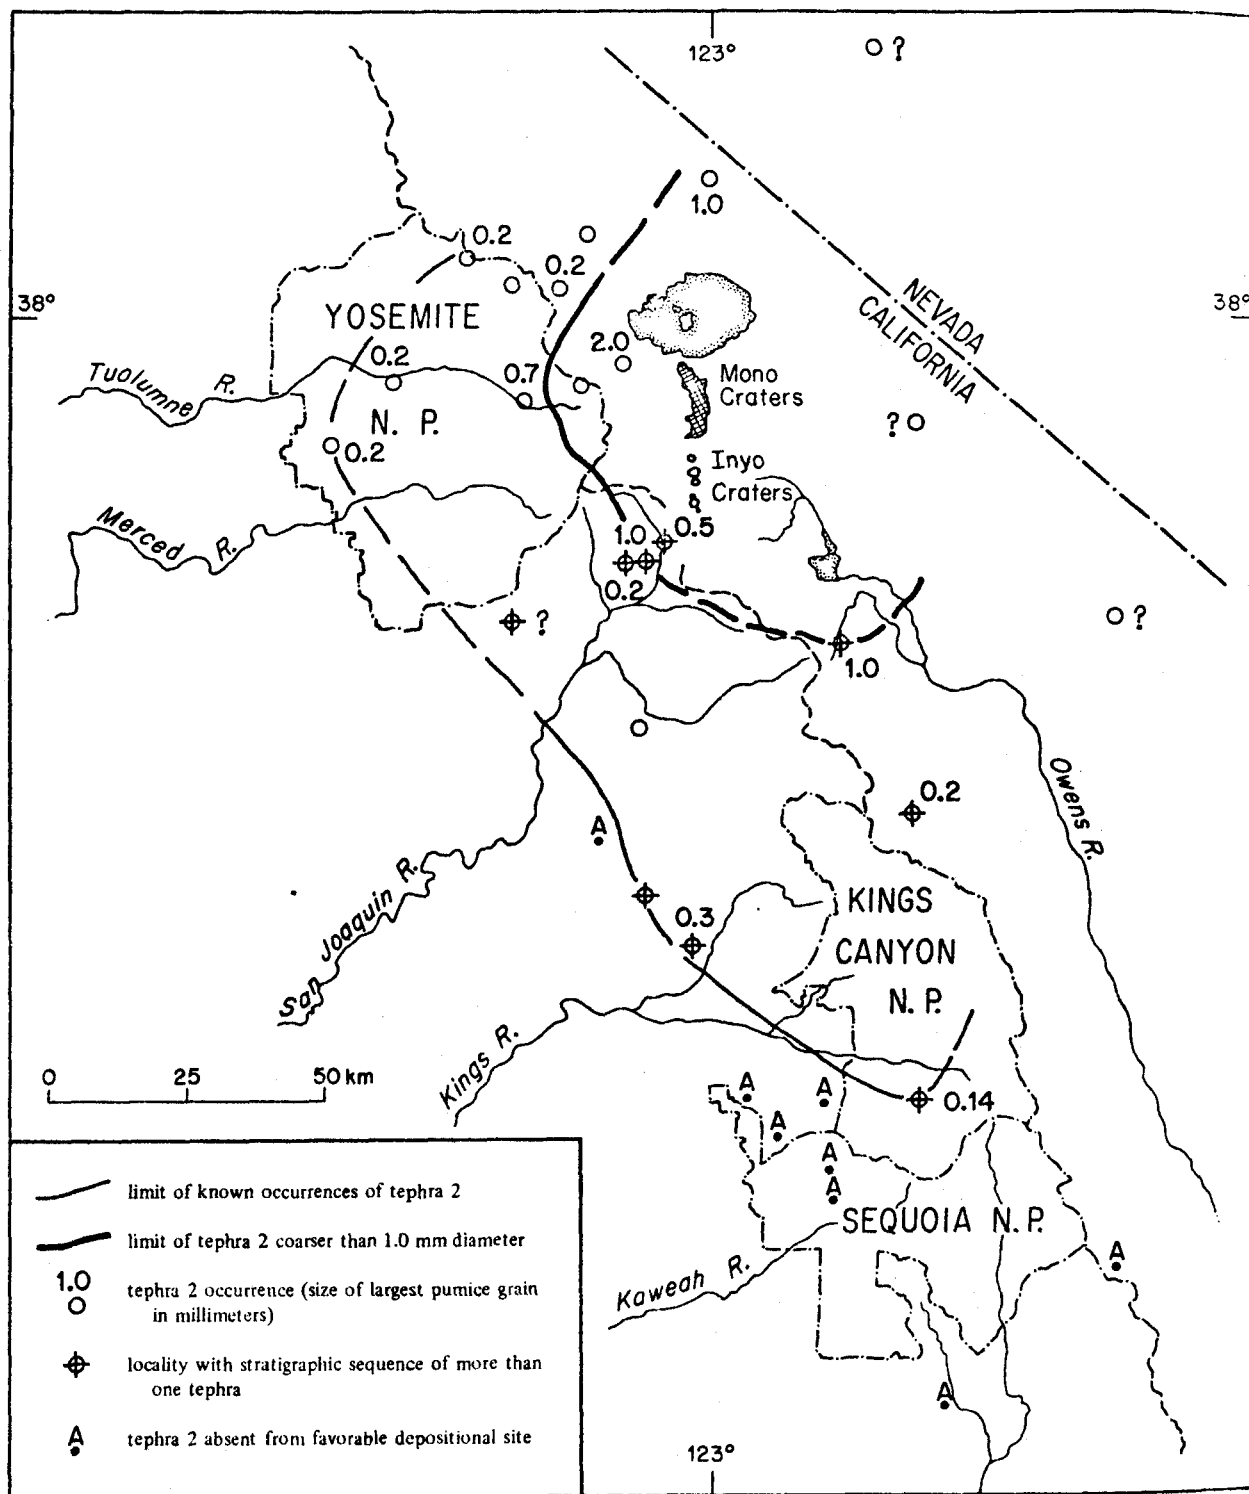 123°
?
1.0
0.2
0.2
38°
38°
NEVADA
CALIFORNIA
YOSEMITE
2.0
0.2
0.7
Tuolumne R.
Mono
Craters
N. P.
?
0.2
Inyo
Craters
Merced R.
1.0
0.5
0.2
?
?
1.0
0.2
Owens R.
A
San Joaquin R.
KINGS
0.3
CANYON
N. P.
Kings R.
0 25 50 km
A
A
0.14
A
A
A
SEQUOIA N.P.
A
Kaweah R.
A
123°
limit of known occurrences of tephra 2
limit of tephra 2 coarser than 1.0 mm diameter
1.0
tephra 2 occurrence (size of largest pumice grain
in millimeters)
locality with stratigraphic sequence of more than
one tephra
A
tephra 2 absent from favorable depositional site